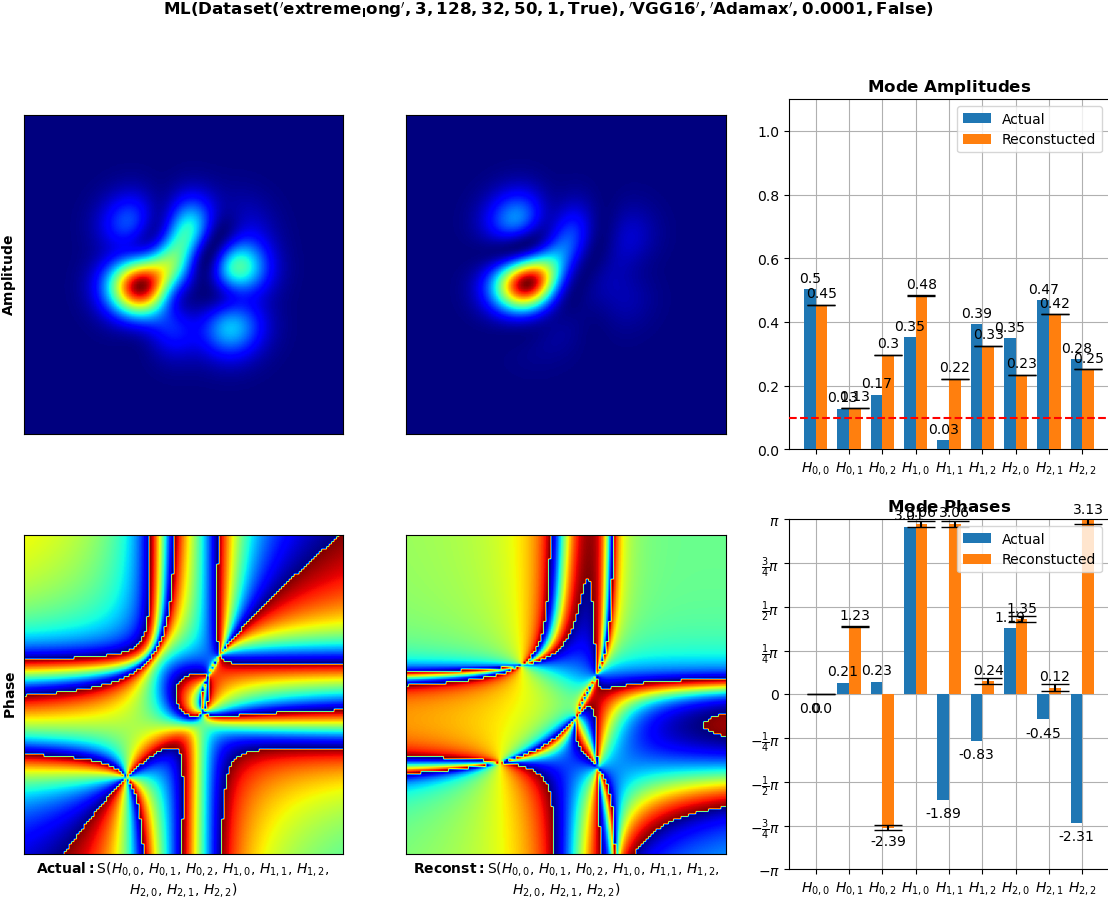 ML(Dataset('extreme_long', 3, 128, 32, 50, 1, True), 'VGG16', 'Adamax', 0.0001, False)
Amplitude
Mode Amplitudes
Actual
Reconstucted
1.0
0.8
0.6
0.4
0.2
0.0
0.5
0.45
0.13
0.13
0.17
0.3
0.35
0.48
0.03
0.22
0.39
0.33
0.35
0.23
0.47
0.42
0.28
0.25
H0,0 H0,1 H0,2 H1,0 H1,1 H1,2 H2,0 H2,1 H2,2
Phase
Mode Phases
Actual
Reconstucted
π
3/4π
1/2π
1/4π
0
−1/4π
−1/2π
−3/4π
−π
0.0
0.0
0.21
1.23
0.23
-2.39
3.06
-1.89
3.06
-0.83
0.24
1.35
-0.45
0.12
-2.31
3.13
H0,0 H0,1 H0,2 H1,0 H1,1 H1,2 H2,0 H2,1 H2,2
Actual:S(H0,0, H0,1, H0,2, H1,0, H1,1, H1,2,
H2,0, H2,1, H2,2)
Reconst:S(H0,0, H0,1, H0,2, H1,0, H1,1, H1,2,
H2,0, H2,1, H2,2)